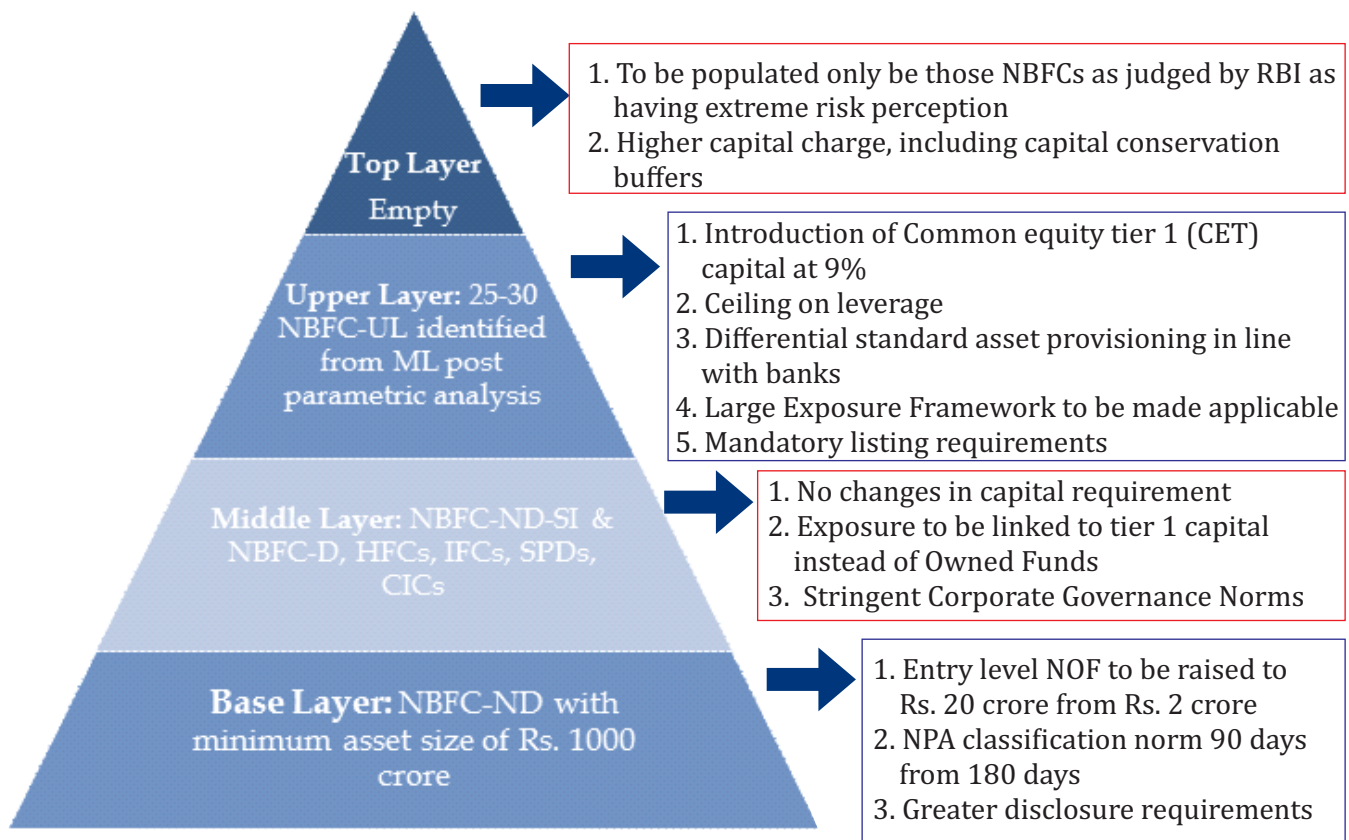 Top Layer
Empty
1. To be populated only be those NBFCs as judged by RBI as
having extreme risk perception
2. Higher capital charge, including capital conservation
buffers
Upper Layer: 25-30
NBFC-UL identified
from ML post
parametric analysis
1. Introduction of Common equity tier 1 (CET)
capital at 9%
2. Ceiling on leverage
3. Differential standard asset provisioning in line
with banks
4. Large Exposure Framework to be made applicable
5. Mandatory listing requirements
Middle Layer: NBFC-ND-SI &
NBFC-D, HFCs, IFCs, SPDs,
CICs
1. No changes in capital requirement
2. Exposure to be linked to tier 1 capital
instead of Owned Funds
3. Stringent Corporate Governance Norms
Base Layer: NBFC-ND with
minimum asset size of Rs. 1000
crore
1. Entry level NOF to be raised to
Rs. 20 crore from Rs. 2 crore
2. NPA classification norm 90 days
from 180 days
3. Greater disclosure requirements